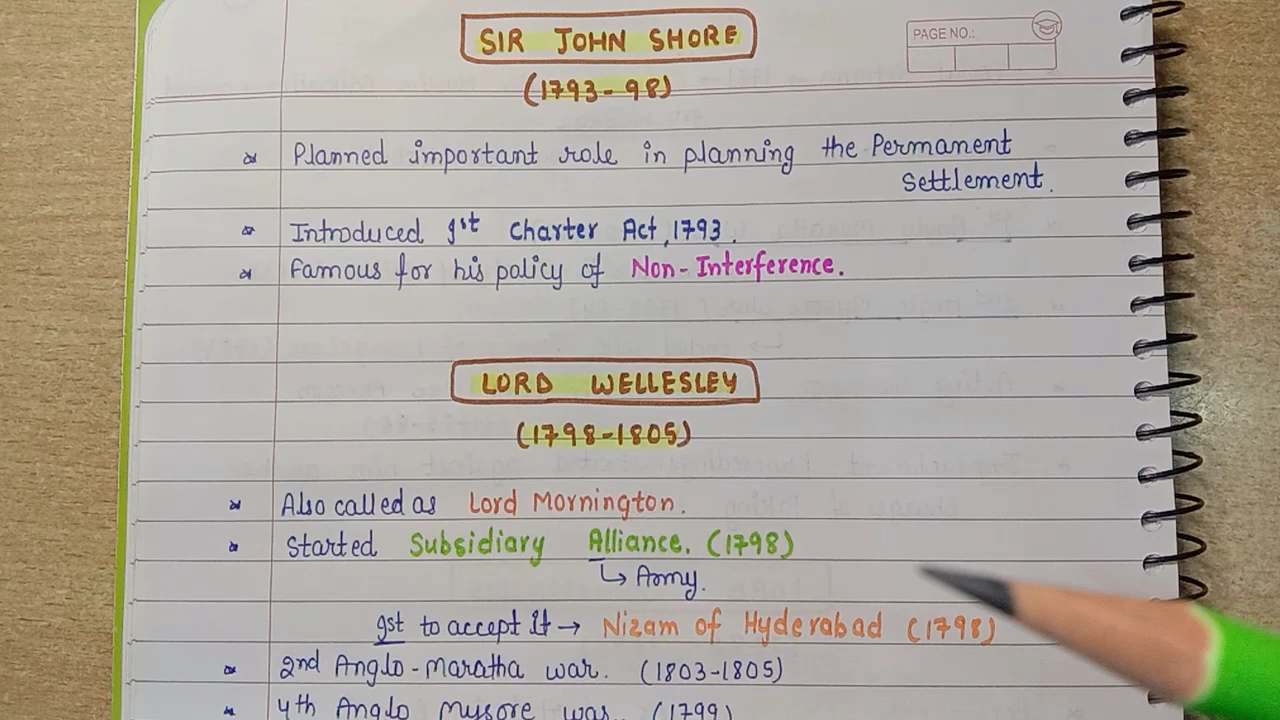 SIR JOHN SHORE
PAGE NO.:
(1793-98)
Planned important role in planning the Permanent
Settlement.
Introduced 1st Charter Act, 1793.
Famous for his policy of Non-Interference.
LORD WELLESLEY
(1798-1805)
Also called as Lord Mornington.
Started Subsidiary Alliance. (1798)
↳ Army.
1st to accept it → Nizam of Hyderabad (1798)
2nd Anglo-Maratha war. (1803-1805)
4th Anglo Mysore war. (1799)